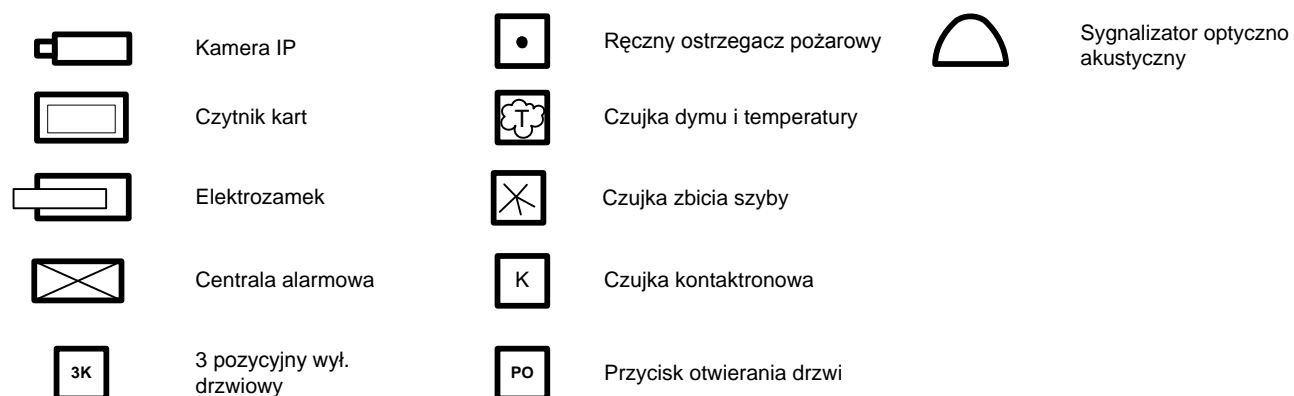 Kamera IP
Czytnik kart
Elektrozamek
Centrala alarmowa
3K
3 pozycyjny wył.
drzwiowy
Ręczny ostrzegacz pożarowy
T
Czujka dymu i temperatury
Czujka zbicia szyby
K
Czujka kontaktronowa
PO
Przycisk otwierania drzwi
Sygnalizator optyczno
akustyczny